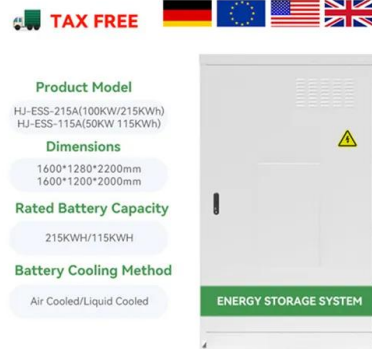 TAX FREE
Product Model
HJ-ESS-215A(100KW/215KWh)
HJ-ESS-115A(50KW 115KWh)
Dimensions
1600*1280*2200mm
1600*1200*2000mm
Rated Battery Capacity
215KWH/115KWH
Battery Cooling Method
Air Cooled/Liquid Cooled
ENERGY STORAGE SYSTEM